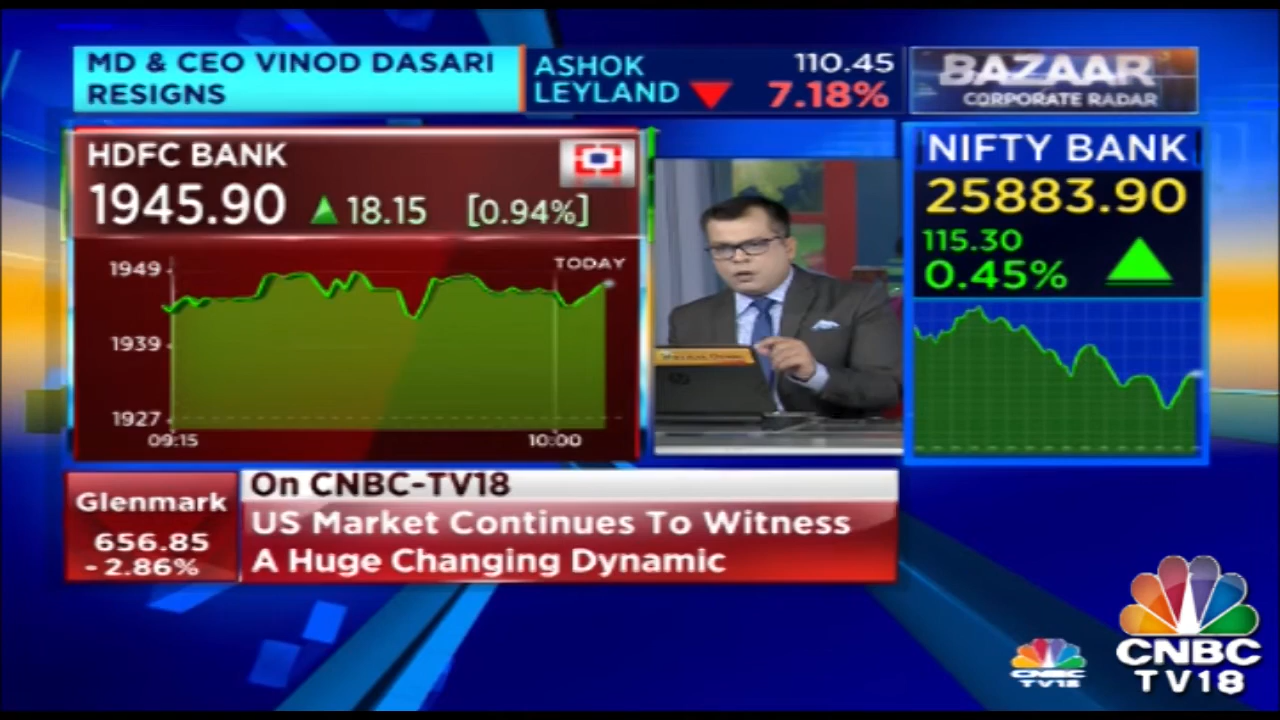 MD & CEO VINOD DASARI
RESIGNS
ASHOK
LEYLAND
110.45
7.18%
BAZAAR
CORPORATE RADAR
HDFC BANK
1945.90
18.15 [0.94%]
TODAY
1949
1939
1927
09:15
10:00
NIFTY BANK
25883.90
115.30
0.45%
Glenmark
656.85
-2.86%
On CNBC-TV18
US Market Continues To Witness
A Huge Changing Dynamic
CNBC
TV18
CNBC
TV18